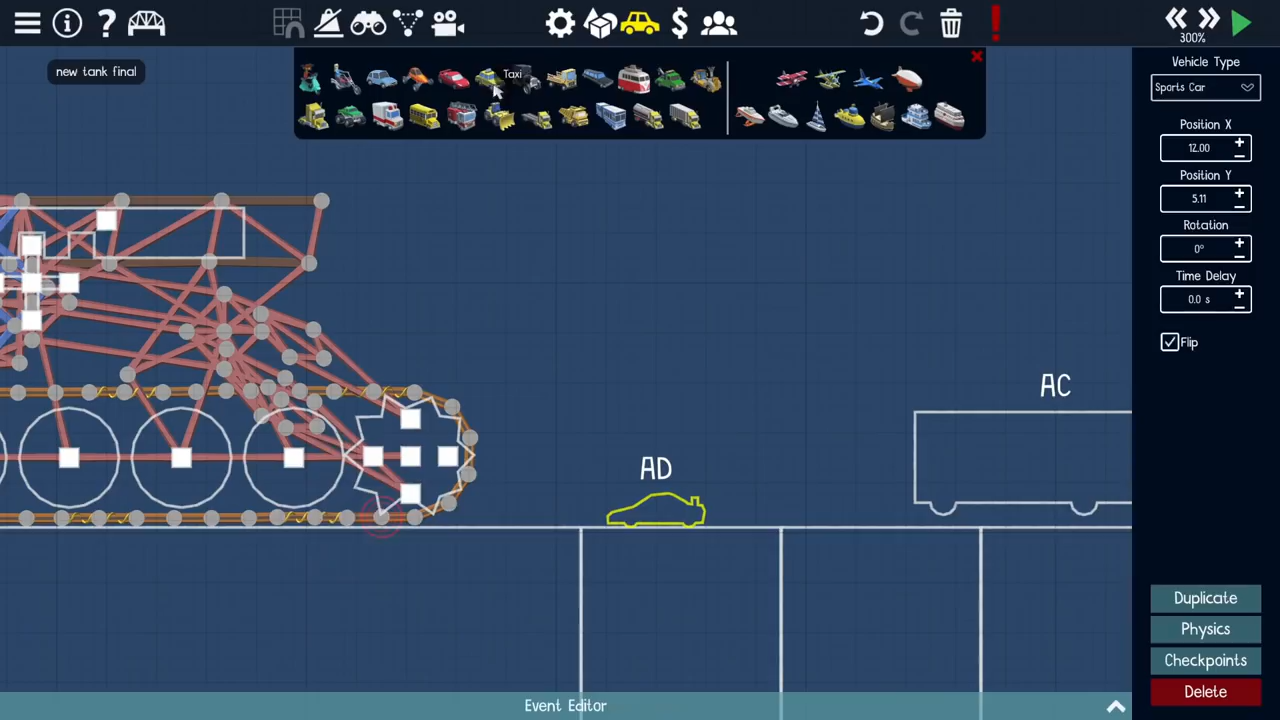 300%
new tank final
Taxi
Vehicle Type
Sports Car
Position X
12.00
Position Y
5.11
Rotation
0°
Time Delay
0.0 s
Flip
AC
AD
Duplicate
Physics
Checkpoints
Delete
Event Editor